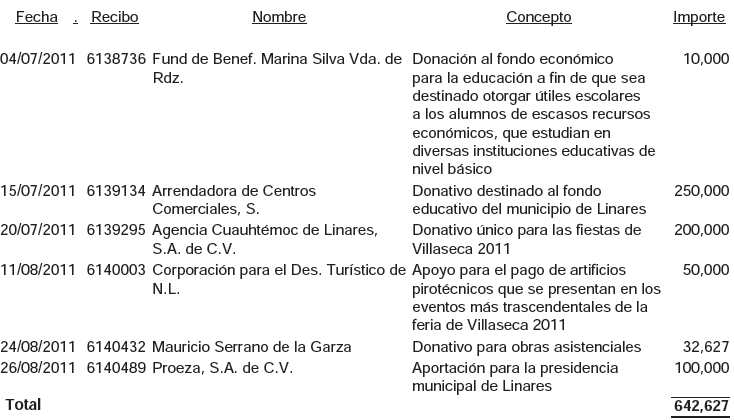 Fecha . Recibo Nombre Concepto Importe
04/07/2011 6138736 Fund de Benef. Marina Silva Vda. de Donación al fondo económico 10,000
Rdz. para la educación a fin de que sea
destinado otorgar útiles escolares
a los alumnos de escasos recursos
económicos, que estudian en
diversas instituciones educativas de
nivel básico
15/07/2011 6139134 Arrendadora de Centros Donativo destinado al fondo 250,000
Comerciales, S. educativo del municipio de Linares
20/07/2011 6139295 Agencia Cuauhtémoc de Linares, Donativo único para las fiestas de 200,000
S.A. de C.V. Villaseca 2011
11/08/2011 6140003 Corporación para el Des. Turístico de Apoyo para el pago de artificios 50,000
N.L. pirotécnicos que se presentan en los
eventos más trascendentales de la
feria de Villaseca 2011
24/08/2011 6140432 Mauricio Serrano de la Garza Donativo para obras asistenciales 32,627
26/08/2011 6140489 Proeza, S.A. de C.V. Aportación para la presidencia 100,000
municipal de Linares
Total 642,627